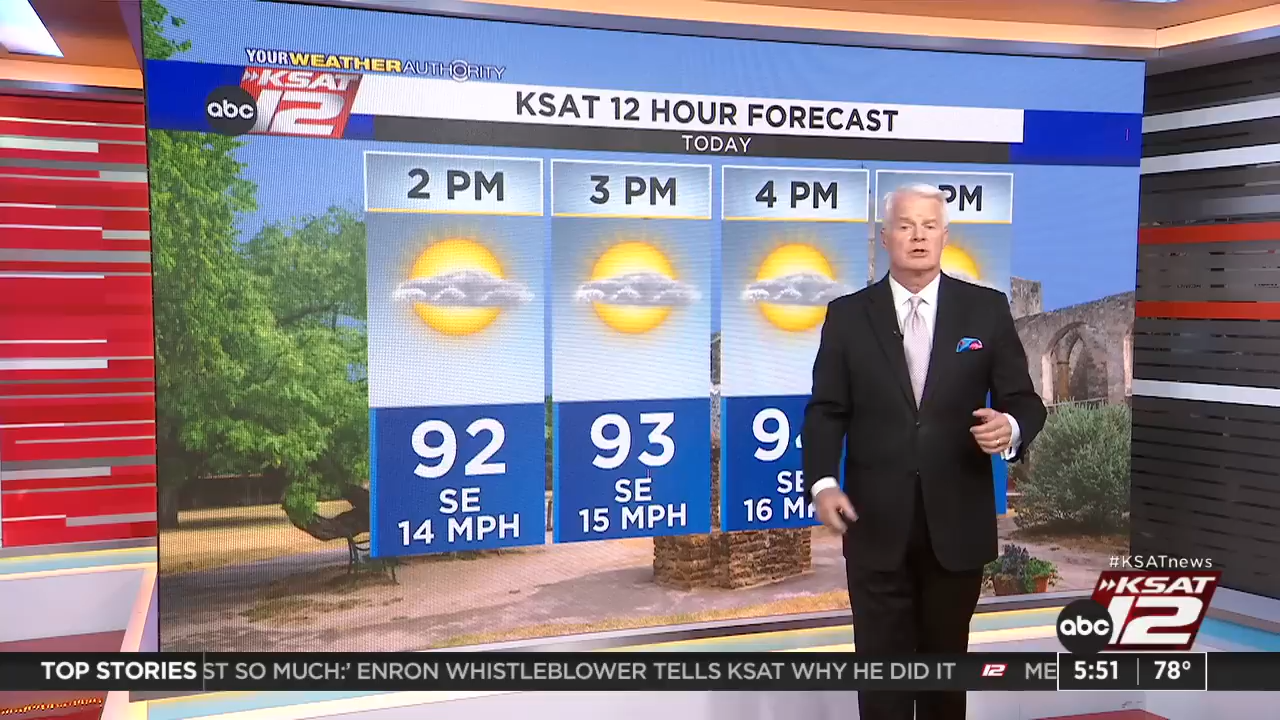 YOUR WEATHER AUTHORITY
»KSAT
abc 12
KSAT 12 HOUR FORECAST
TODAY
2 PM
3 PM
4 PM
PM
92
93
SE
SE
SE
14 MPH
15 MPH
16
#KSATnews
»KSAT
abc 12
TOP STORIES ST SO MUCH:' ENRON WHISTLEBLOWER TELLS KSAT WHY HE DID IT 12 ME 5:51 78°